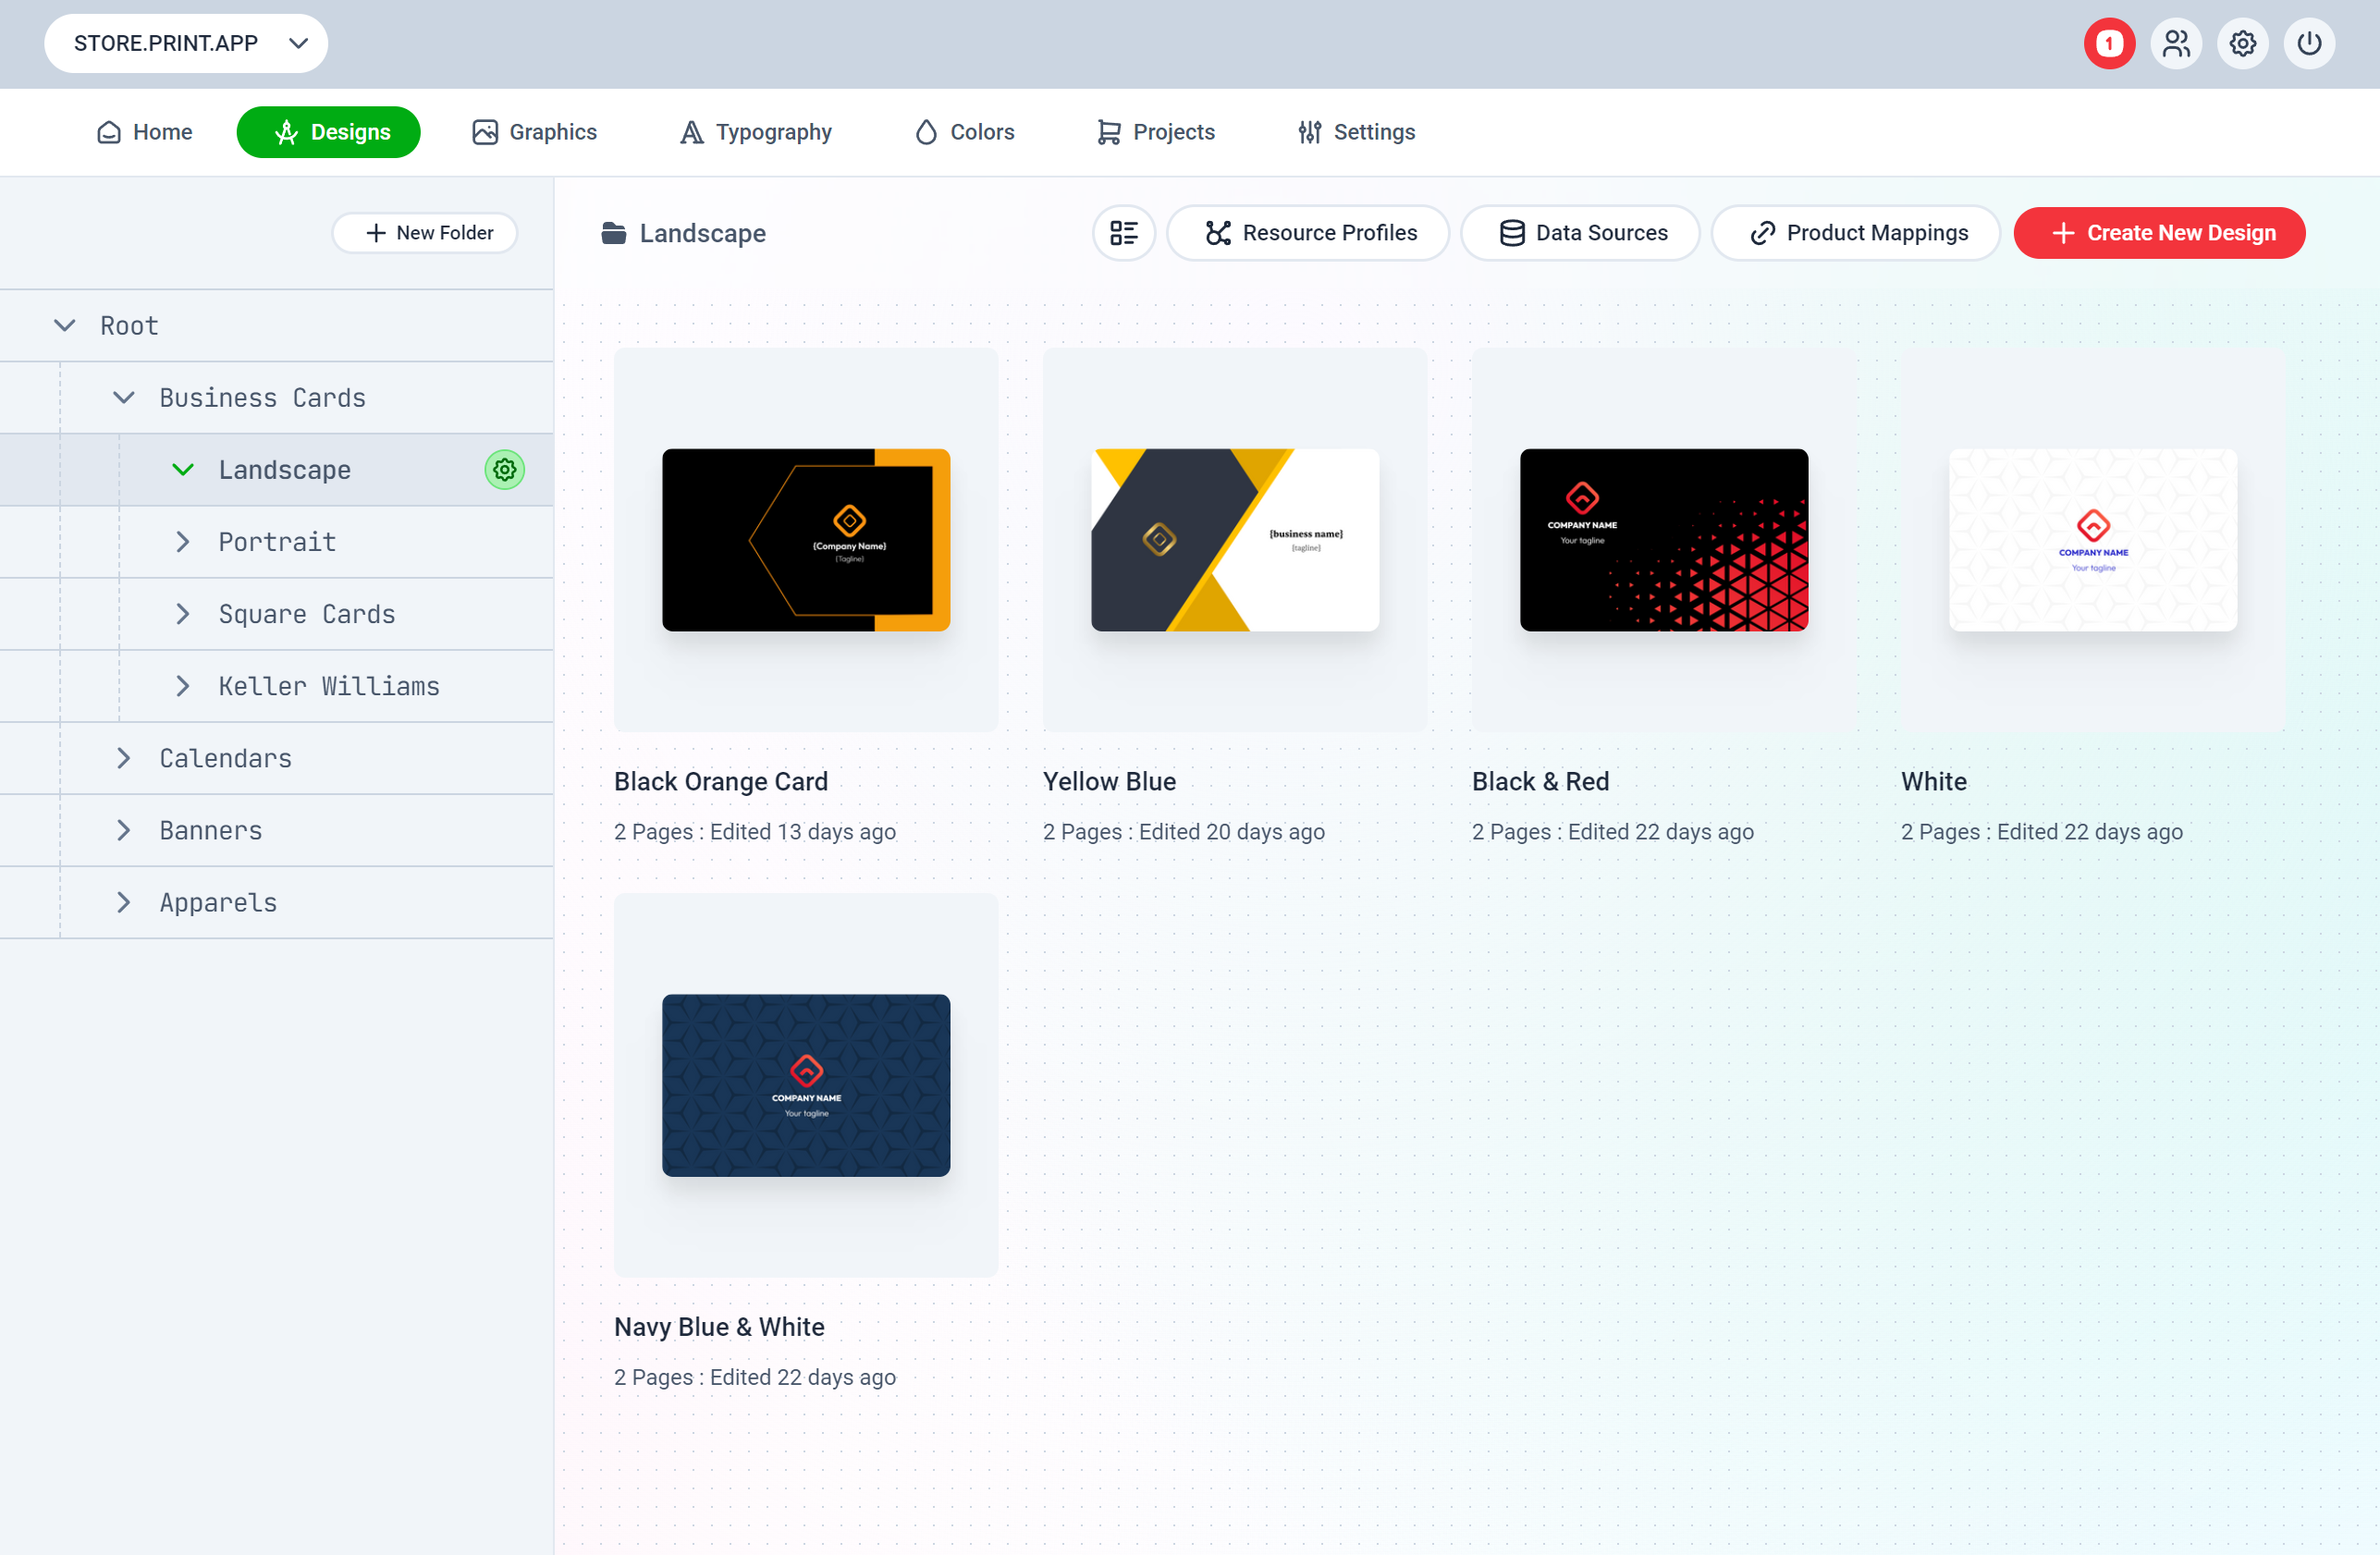 STORE.PRINT.APP
1
Home
Designs
Graphics
Typography
Colors
Projects
Settings
New Folder
Landscape
Resource Profiles
Data Sources
Product Mappings
Create New Design
Root
Business Cards
Landscape
Portrait
Square Cards
Keller Williams
Calendars
Banners
Apparels
{Company Name}
{Tagline}
[business name]
[tagline]
COMPANY NAME
Your tagline
COMPANY NAME
Your tagline
Black Orange Card
2 Pages : Edited 13 days ago
Yellow Blue
2 Pages : Edited 20 days ago
Black & Red
2 Pages : Edited 22 days ago
White
2 Pages : Edited 22 days ago
COMPANY NAME
Your tagline
Navy Blue & White
2 Pages : Edited 22 days ago